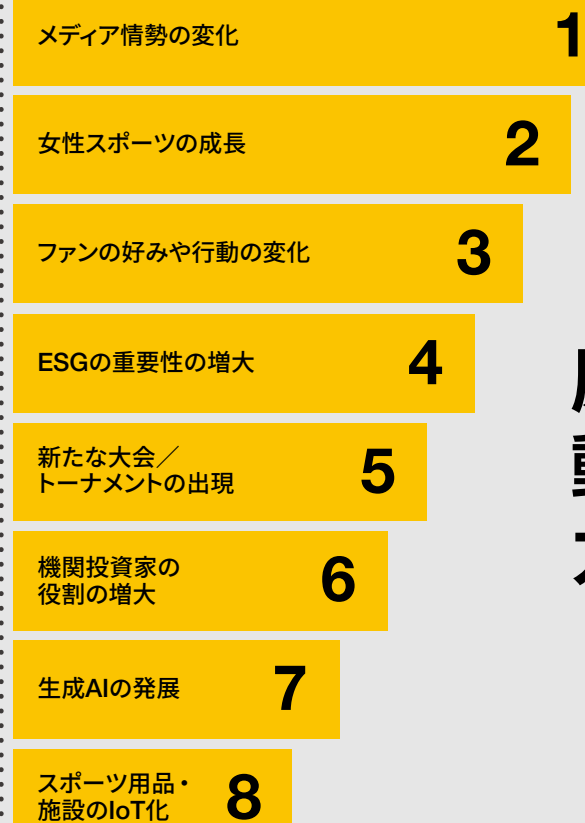 メディア情勢の変化 1
女性スポーツの成長 2
ファンの好みや行動の変化 3
ESGの重要性の増大 4
新たな大会／
トーナメントの出現 5
機関投資家の
役割の増大 6
生成AIの発展 7
スポーツ用品・
施設のIoT化 8
動